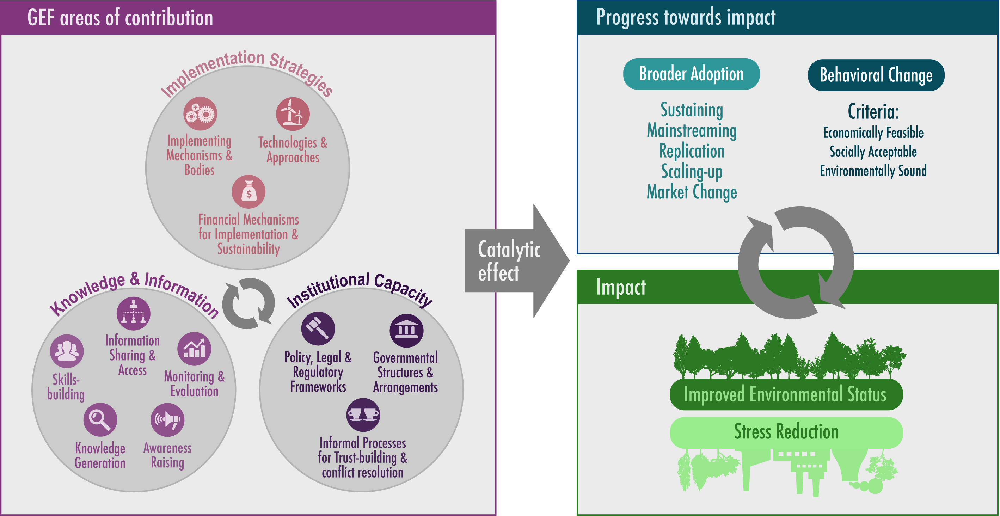 GEF areas of contribution
Implementation Strategies
Implementing
Mechanisms &
Bodies
Technologies &
Approaches
$
Financial Mechanisms
for Implementation &
Sustainability
Knowledge & Information
Information
Sharing &
Access
Skills-
building
Monitoring &
Evaluation
Knowledge
Generation
Awareness
Raising
Institutional Capacity
Policy, Legal &
Regulatory
Frameworks
Governmental
Structures &
Arrangements
Informal Processes
for Trust-building &
conflict resolution
Catalytic
effect
Progress towards impact
Broader Adoption
Sustaining
Mainstreaming
Replication
Scaling-up
Market Change
Behavioral Change
Criteria:
Economically Feasible
Socially Acceptable
Environmentally Sound
Impact
Improved Environmental Status
Stress Reduction